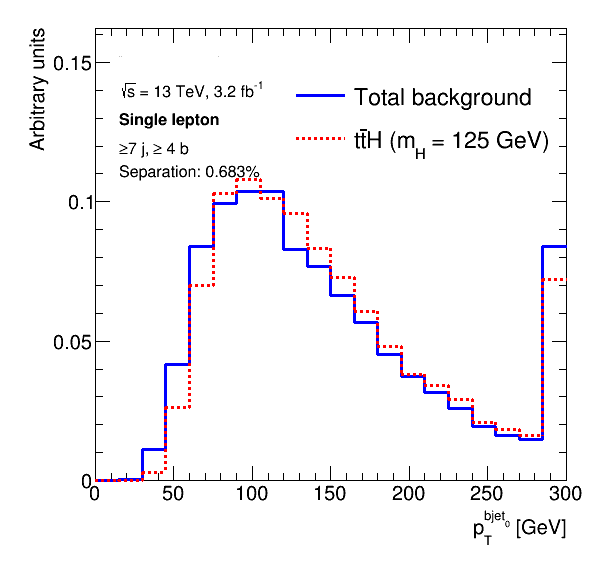 Arbitrary units
0.15
0.1
0.05
0
√s = 13 TeV, 3.2 fb⁻¹
Single lepton
≥7 j, ≥ 4 b
Separation: 0.683%
Total background
tt̄H (m_H = 125 GeV)
0 50 100 150 200 250 300
p_T^bjet₀ [GeV]